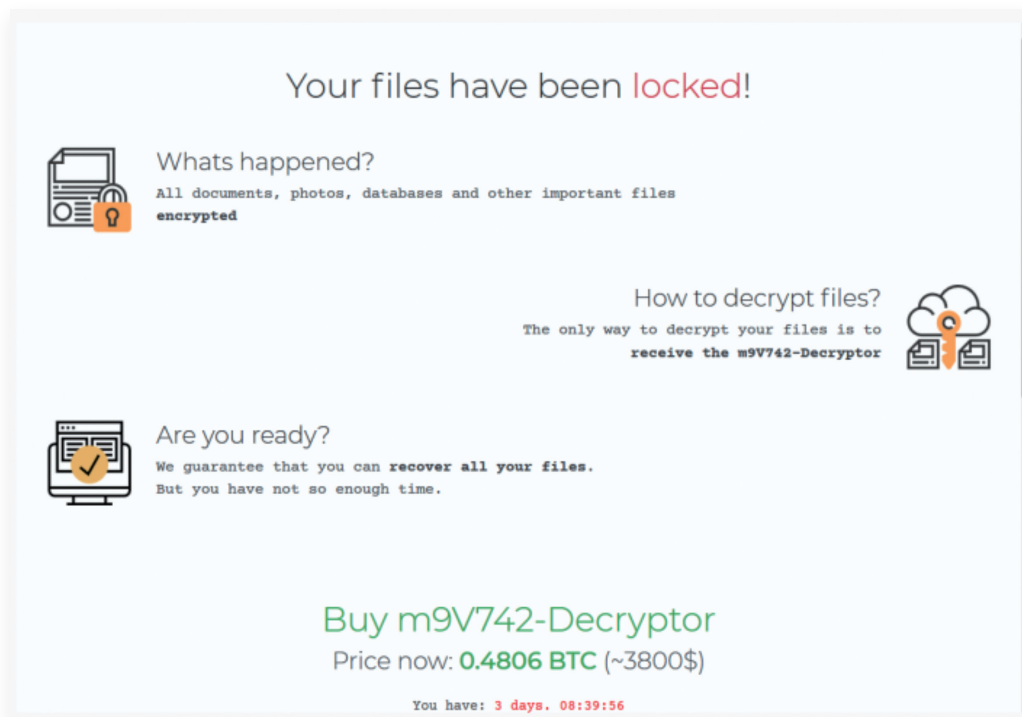 Your files have been locked!
Whats happened?
All documents, photos, databases and other important files
encrypted
How to decrypt files?
The only way to decrypt your files is to
receive the m9V742-Decryptor
Are you ready?
We guarantee that you can recover all your files.
But you have not so enough time.
Buy m9V742-Decryptor
Price now: 0.4806 BTC (~3800$)
You have: 3 days. 08:39:56